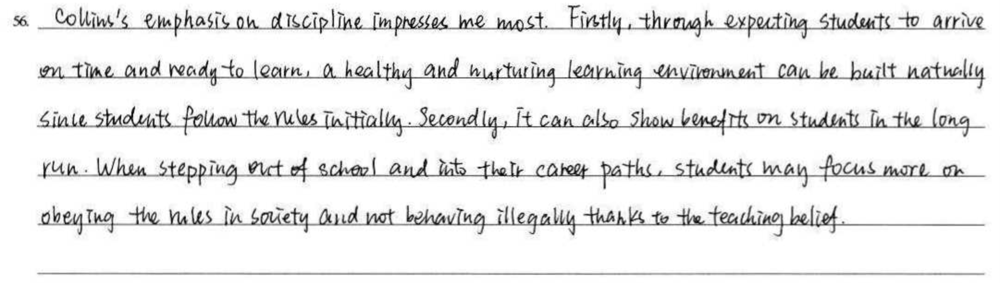 56. Collins's emphasis on discipline impresses me most. Firstly, through expecting students to arrive
on time and ready to learn, a healthy and nurturing learning environment can be built naturally
since students follow the rules initially. Secondly, it can also show benefits on students in the long
run. When stepping out of school and into their career paths, students may focus more on
obeying the rules in society and not behaving illegally thanks to the teaching belief.